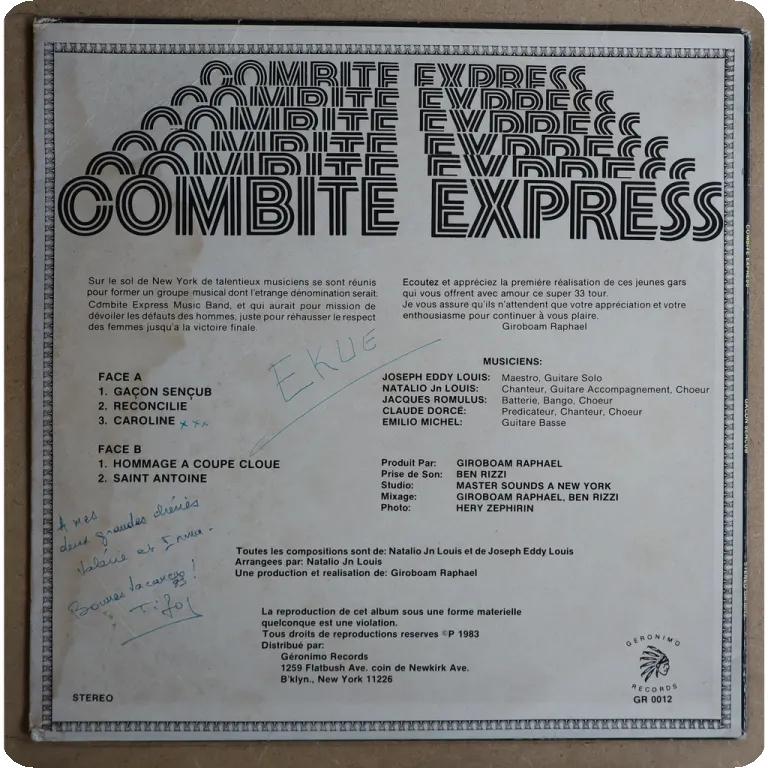 COMBITE EXPRESS
COMBITE EXPRESS
COMBITE EXPRESS
COMBITE EXPRESS
COMBITE EXPRESS
COMBITE EXPRESS
Sur le sol de New York de talentieux musiciens se sont réunis
pour former un groupe musical dont l'etrange dénomination serait:
Cômbite Express Music Band, et qui aurait pour mission de
dévoiler les défauts des hommes, juste pour réhausser le respect
des femmes jusqu'a la victoire finale.
Ecoutez et appréciez la première réalisation de ces jeunes gars
qui vous offrent avec amour ce super 33 tour.
Je vous assure qu'ils n'attendent que votre appréciation et votre
enthousiasme pour continuer à vous plaire.
Giroboam Raphael
EKUE
FACE A
1. GAÇON SENÇUB
2. RECONCILIE
3. CAROLINE xxx
FACE B
1. HOMMAGE A COUPE CLOUE
2. SAINT ANTOINE
MUSICIENS:
JOSEPH EDDY LOUIS: Maestro, Guitare Solo
NATALIO Jn LOUIS: Chanteur, Guitare Accompagnement, Choeur
JACQUES ROMULUS: Batterie, Bango, Choeur
CLAUDE DORCÉ: Predicateur, Chanteur, Choeur
EMILIO MICHEL: Guitare Basse
Produit Par: GIROBOAM RAPHAEL
Prise de Son: BEN RIZZI
Studio: MASTER SOUNDS A NEW YORK
Mixage: GIROBOAM RAPHAEL, BEN RIZZI
Photo: HERY ZEPHIRIN
A mes
deux grandes chéries
Valérie et
Bonnes Vacances !
Toutes les compositions sont de: Natalio Jn Louis et de Joseph Eddy Louis
Arrangees par: Natalio Jn Louis
Une production et realisation de: Giroboam Raphael
La reproduction de cet album sous une forme materielle
quelconque est une violation.
Tous droits de reproductions reserves ©P 1983
Distribué par:
Géronimo Records
1259 Flatbush Ave. coin de Newkirk Ave.
B'klyn., New York 11226
STEREO
GERONIMO
RECORDS
GR 0012
COMBITE EXPRESS
GAÇON SENÇUB
STEREO